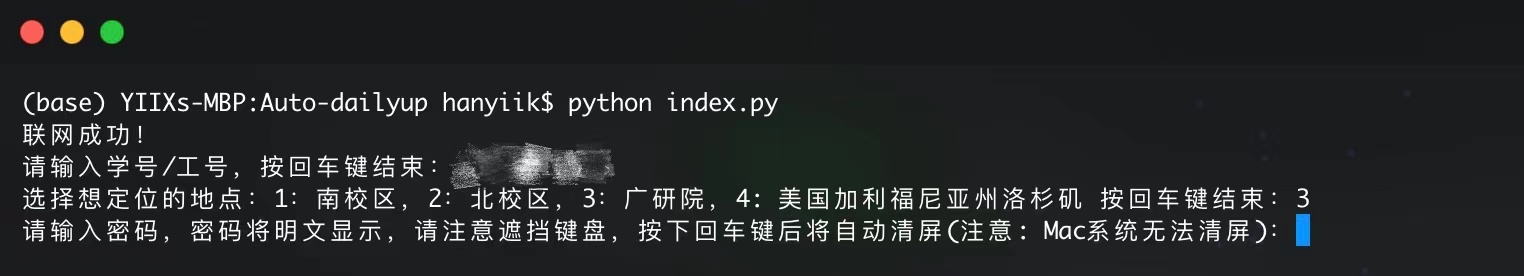 (base) YIIXs-MBP:Auto-dailyup hanyiik$ python index.py
联网成功！
请输入学号/工号，按回车键结束：
选择想定位的地点：1：南校区，2：北校区，3：广研院，4：美国加利福尼亚州洛杉矶 按回车键结束：3
请输入密码，密码将明文显示，请注意遮挡键盘，按下回车键后将自动清屏(注意：Mac系统无法清屏)：